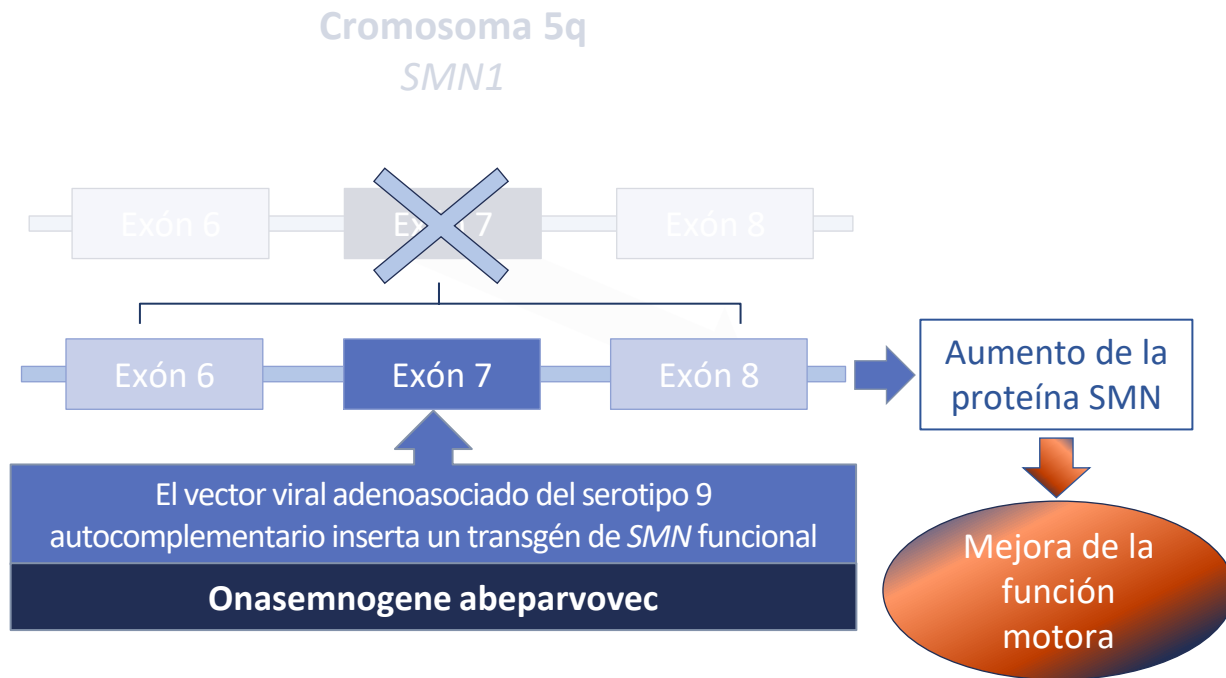 Cromosoma 5q
SMN1
Exón 6
Exón 7
Exón 8
Exón 6
Exón 7
Exón 8
Aumento de la
proteína SMN
El vector viral adenoasociado del serotipo 9
autocomplementario inserta un transgén de SMN funcional
Onasemnogene abeparvovec
Mejora de la
función
motora